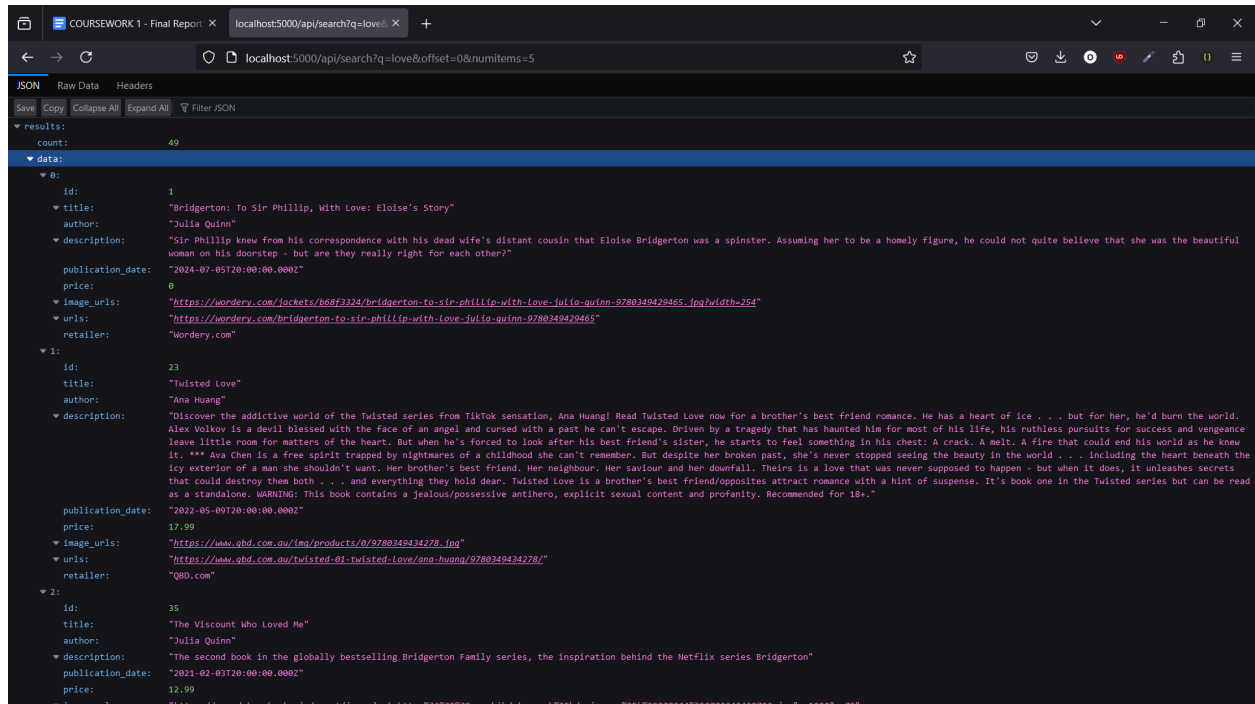 COURSEWORK 1 - Final Report
localhost:5000/api/search?q=love&
localhost:5000/api/search?q=love&offset=0&numitems=5
JSON Raw Data Headers
Save Copy Collapse All Expand All Filter JSON
results:
count: 49
data:
0:
id: 1
title: "Bridgerton: To Sir Phillip, With Love: Eloise's Story"
author: "Julia Quinn"
description: "Sir Phillip knew from his correspondence with his dead wife's distant cousin that Eloise Bridgerton was a spinster. Assuming her to be a homely figure, he could not quite believe that she was the beautiful
woman on his doorstep - but are they really right for each other?"
publication_date: "2024-07-05T20:00:00.000Z"
price: 0
image_urls: "https://wordery.com/jackets/b68f3324/bridgerton-to-sir-phillip-with-love-julia-quinn-9780349429465.jpg?width=254"
urls: "https://wordery.com/bridgerton-to-sir-phillip-with-love-julia-quinn-9780349429465"
retailer: "Wordery.com"
1:
id: 23
title: "Twisted Love"
author: "Ana Huang"
description: "Discover the addictive world of the Twisted series from TikTok sensation, Ana Huang! Read Twisted Love now for a brother's best friend romance. He has a heart of ice . . . but for her, he'd burn the world.
Alex Volkov is a devil blessed with the face of an angel and cursed with a past he can't escape. Driven by a tragedy that has haunted him for most of his life, his ruthless pursuits for success and vengeance
leave little room for matters of the heart. But when he's forced to look after his best friend's sister, he starts to feel something in his chest: A crack. A melt. A fire that could end his world as he knew
it. *** Ava Chen is a free spirit trapped by nightmares of a childhood she can't remember. But despite her broken past, she's never stopped seeing the beauty in the world . . . including the heart beneath the
icy exterior of a man she shouldn't want. Her brother's best friend. Her neighbour. Her saviour and her downfall. Theirs is a love that was never supposed to happen - but when it does, it unleashes secrets
that could destroy them both . . . and everything they hold dear. Twisted Love is a brother's best friend/opposites attract romance with a hint of suspense. It's book one in the Twisted series but can be read
as a standalone. WARNING: This book contains a jealous/possessive antihero, explicit sexual content and profanity. Recommended for 18+."
publication_date: "2022-05-09T20:00:00.000Z"
price: 17.99
image_urls: "https://www.qbd.com.au/img/products/0/9780349434278.jpg"
urls: "https://www.qbd.com.au/twisted-01-twisted-love/ana-huang/9780349434278/"
retailer: "QBD.com"
2:
id: 35
title: "The Viscount Who Loved Me"
author: "Julia Quinn"
description: "The second book in the globally bestselling Bridgerton Family series, the inspiration behind the Netflix series Bridgerton"
publication_date: "2021-02-03T20:00:00.000Z"
price: 12.99